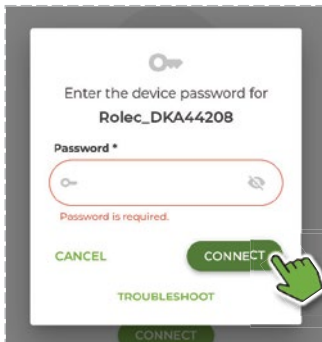 Enter the device password for
Rolec_DKA44208
Password *
Password is required.
CANCEL
CONNECT
TROUBLESHOOT
CONNECT